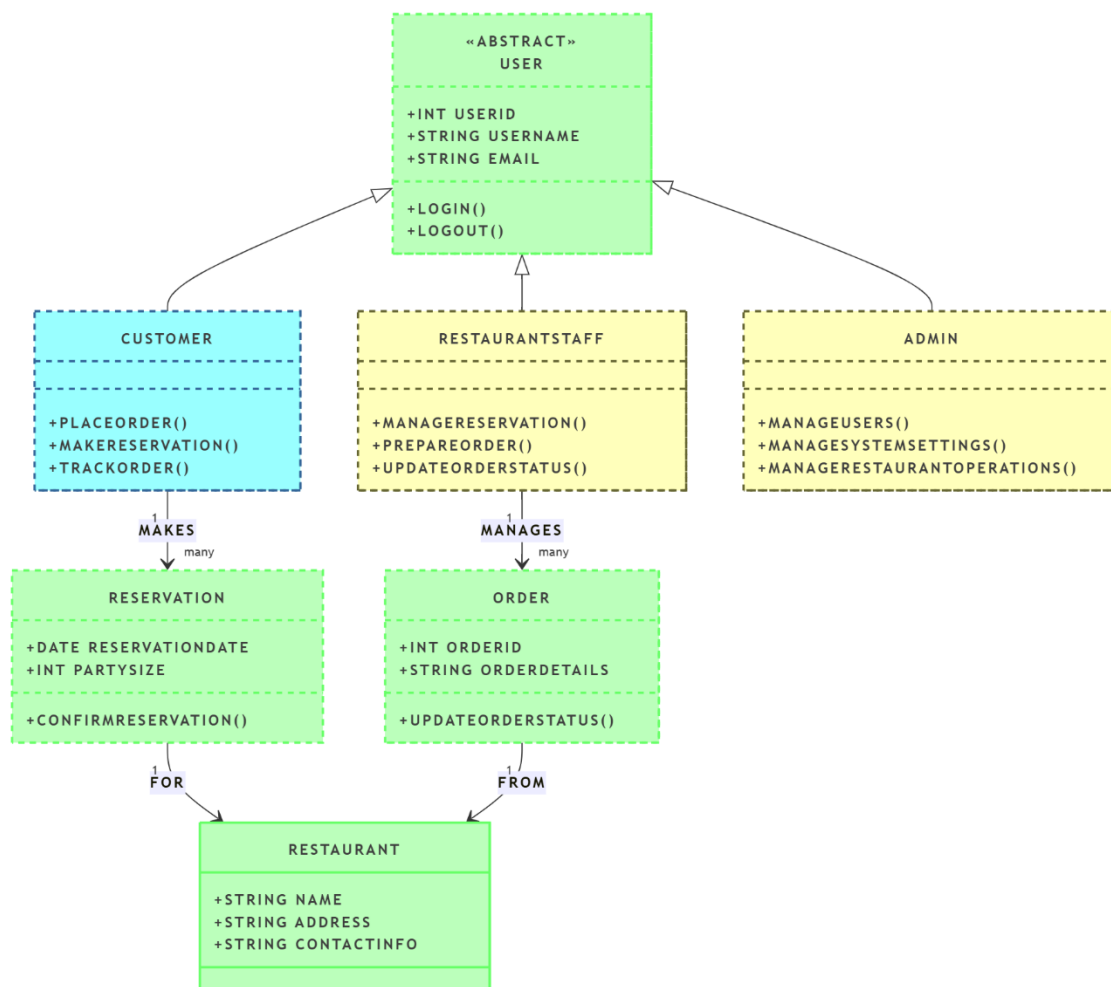 «ABSTRACT»
USER
+INT USERID
+STRING USERNAME
+STRING EMAIL
+LOGIN()
+LOGOUT()
CUSTOMER
+PLACEORDER()
+MAKERESERVATION()
+TRACKORDER()
RESTAURANTSTAFF
+MANAGERESERVATION()
+PREPAREORDER()
+UPDATEORDERSTATUS()
ADMIN
+MANAGEUSERS()
+MANAGESYSTEMSETTINGS()
+MANAGERESTAURANTOPERATIONS()
1
MAKES
many
1
MANAGES
many
RESERVATION
+DATE RESERVATIONDATE
+INT PARTYSIZE
+CONFIRMRESERVATION()
ORDER
+INT ORDERID
+STRING ORDERDETAILS
+UPDATEORDERSTATUS()
1
FOR
1
FROM
RESTAURANT
+STRING NAME
+STRING ADDRESS
+STRING CONTACTINFO